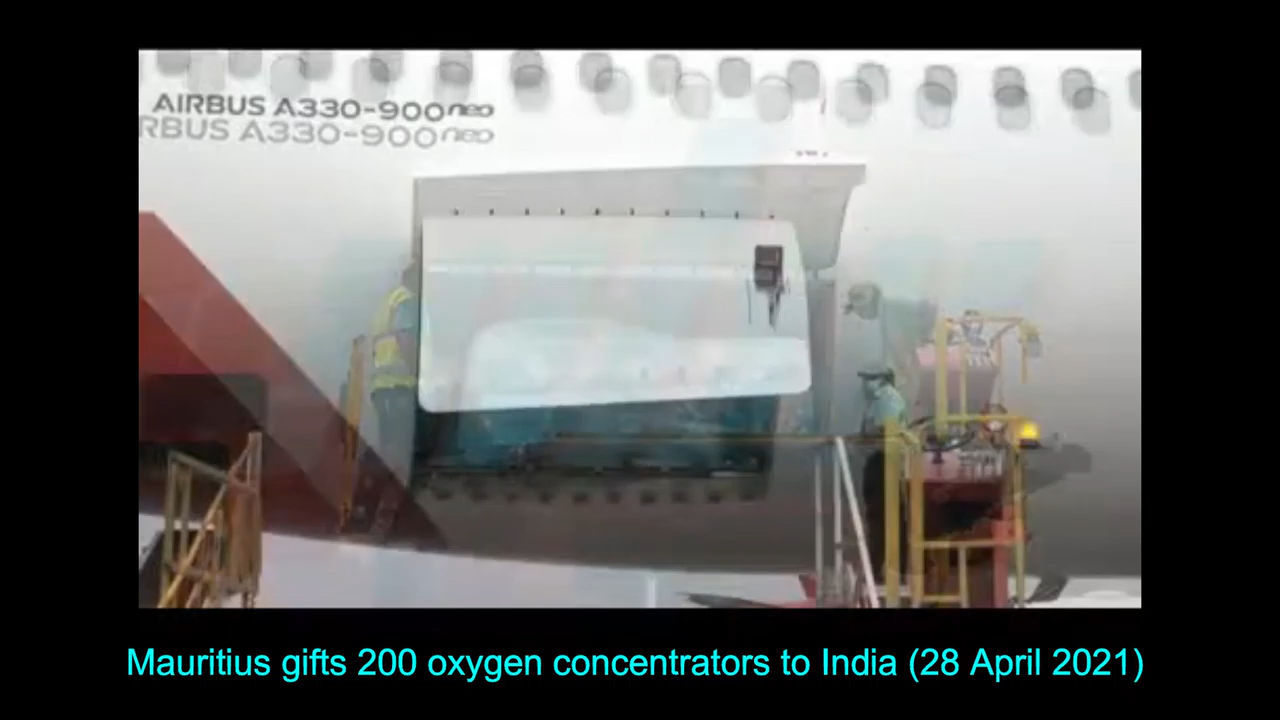 AIRBUS A330-900neo
RBUS A330-900neo
Mauritius gifts 200 oxygen concentrators to India (28 April 2021)